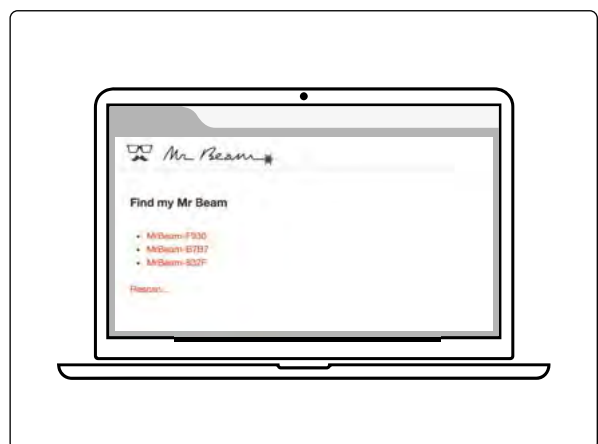 Mr Beam
Find my Mr Beam
• MrBeam-F930
• MrBeam-B7B7
• MrBeam-832F
Rescan...